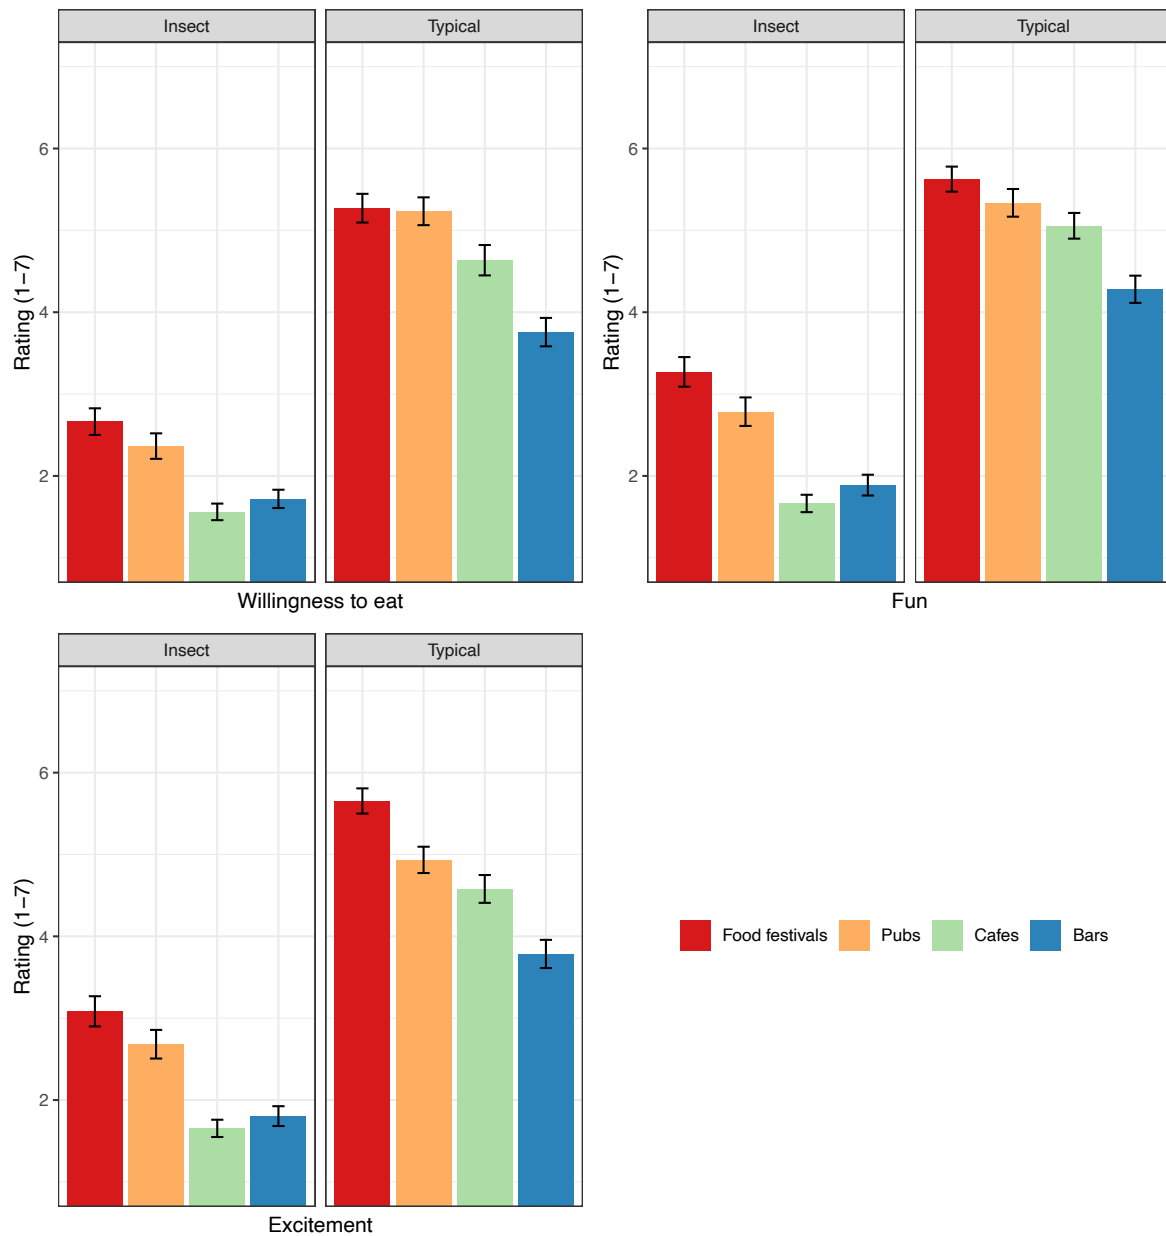 Insect Typical
6
4
2
Rating (1−7)
Willingness to eat
Insect Typical
6
4
2
Rating (1−7)
Fun
Insect Typical
6
4
2
Rating (1−7)
Excitement
Food festivals Pubs Cafes Bars